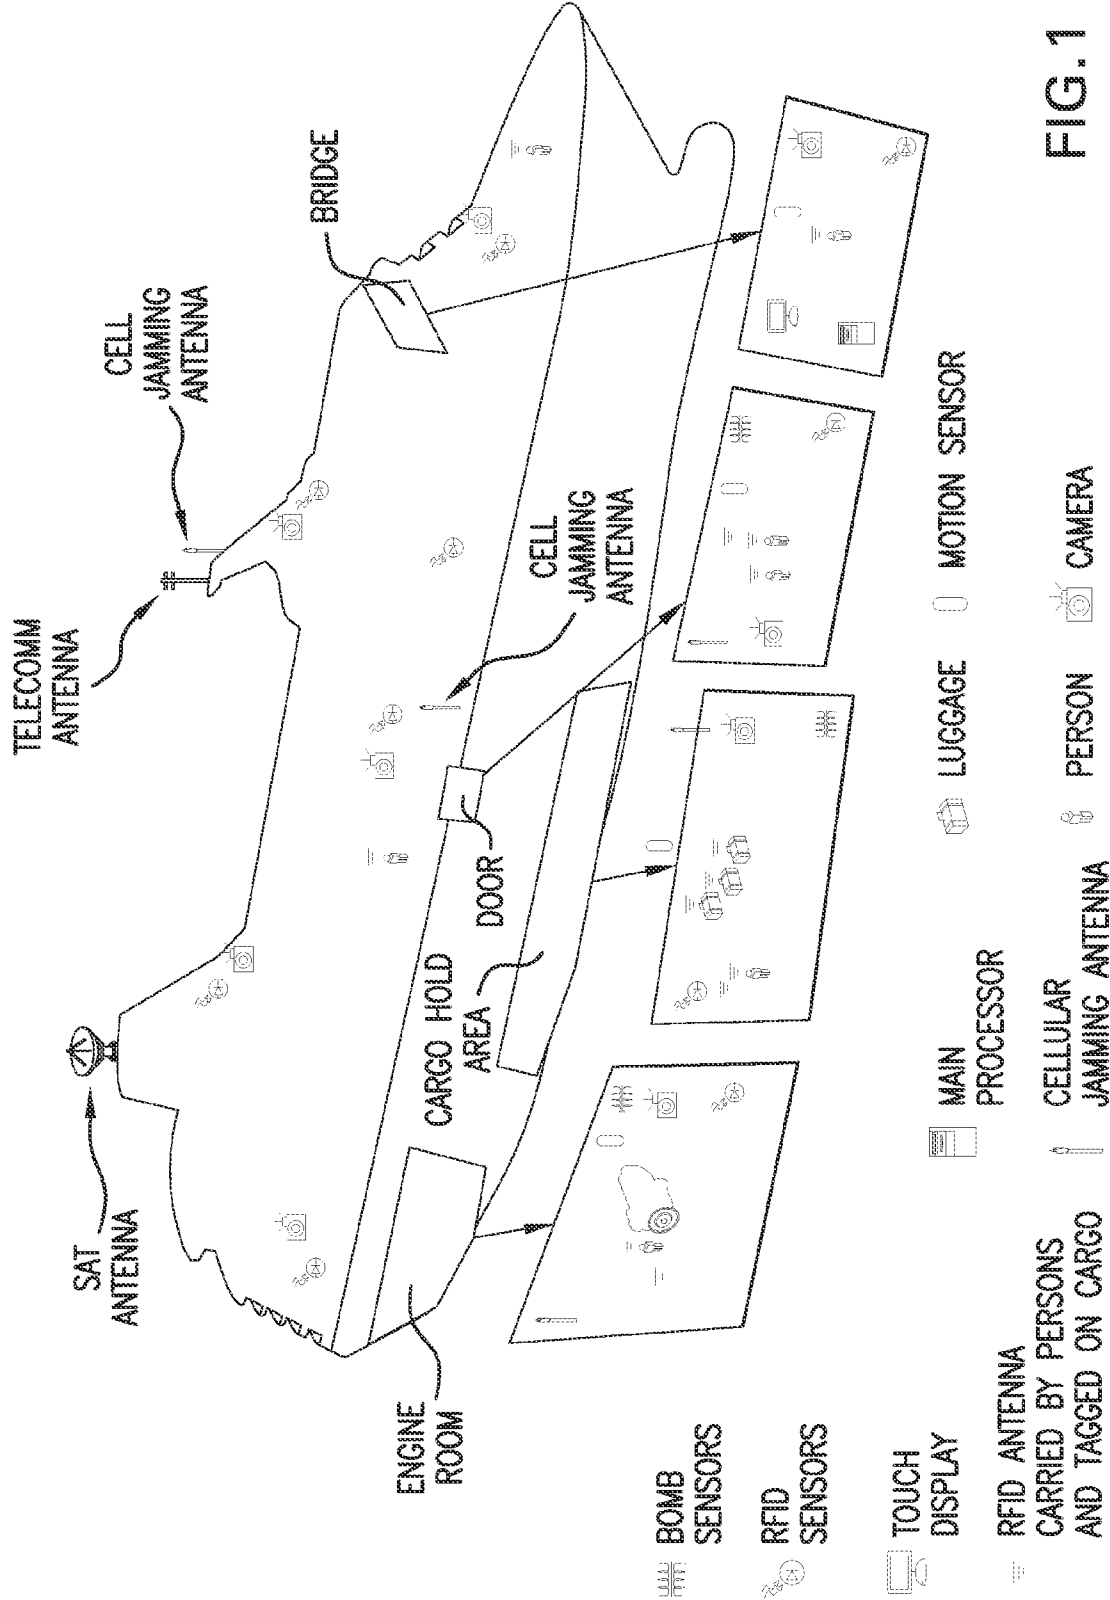 SAT
ANTENNA
TELECOMM
ANTENNA
CELL
JAMMING
ANTENNA
BRIDGE
ENGINE
ROOM
CARGO HOLD
AREA
DOOR
CELL
JAMMING
ANTENNA
BOMB
SENSORS
RFID
SENSORS
TOUCH
DISPLAY
RFID ANTENNA
CARRIED BY PERSONS
AND TAGGED ON CARGO
MAIN
PROCESSOR
CELLULAR
JAMMING ANTENNA
LUGGAGE
PERSON
MOTION SENSOR
CAMERA
FIG. 1